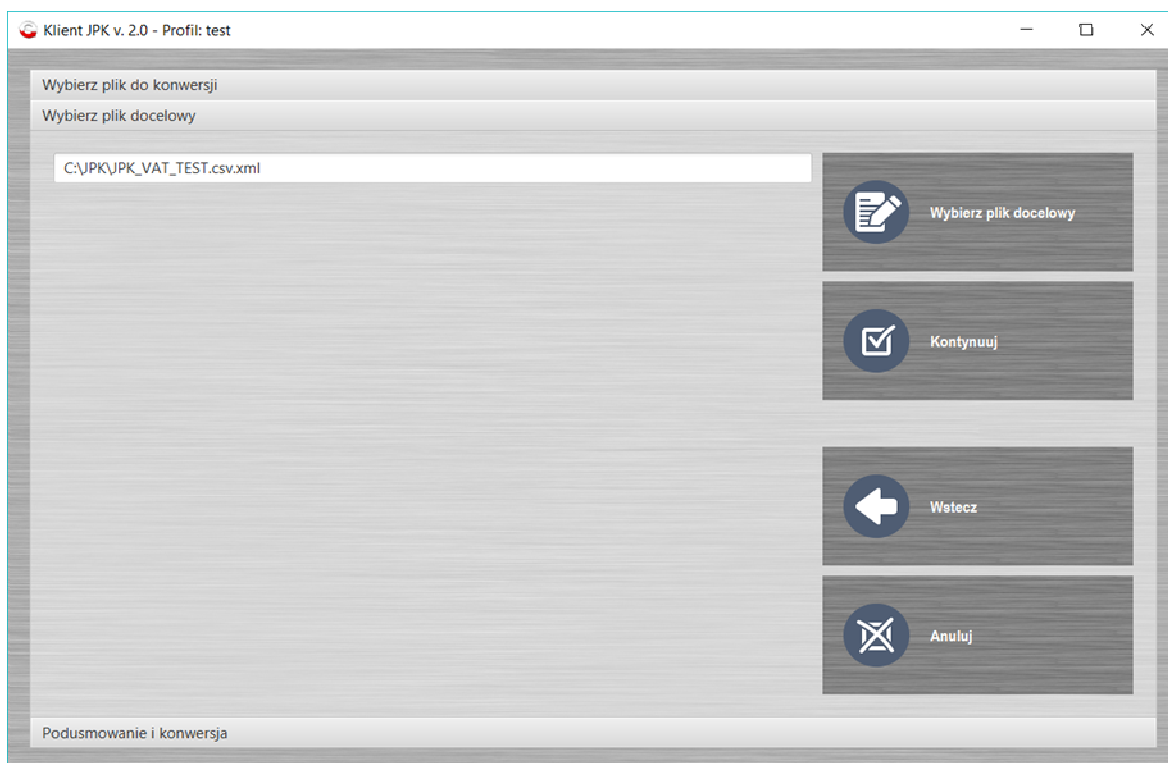 Klient JPK v. 2.0 - Profil: test
Wybierz plik do konwersji
Wybierz plik docelowy
C:\JPK\JPK_VAT_TEST.csv.xml
Wybierz plik docelowy
Kontynuuj
Wstecz
Anuluj
Podusmowanie i konwersja